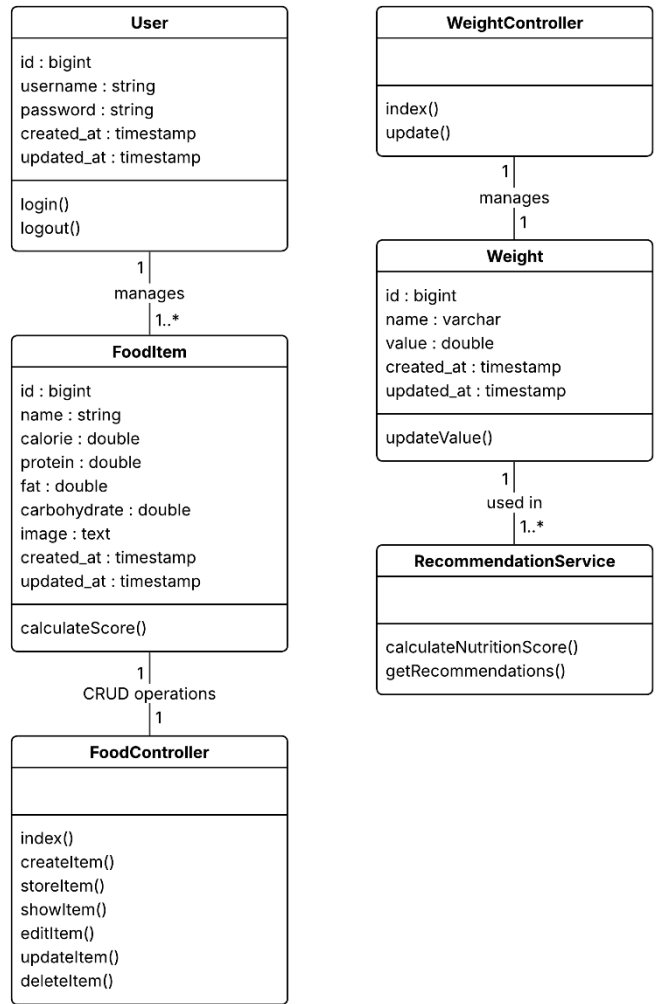 User
id : bigint
username : string
password : string
created_at : timestamp
updated_at : timestamp
login()
logout()
1
manages
1..*
FoodItem
id : bigint
name : string
calorie : double
protein : double
fat : double
carbohydrate : double
image : text
created_at : timestamp
updated_at : timestamp
calculateScore()
1
CRUD operations
1
FoodController
index()
createItem()
storeItem()
showItem()
editItem()
updateItem()
deleteItem()
WeightController
index()
update()
1
manages
1
Weight
id : bigint
name : varchar
value : double
created_at : timestamp
updated_at : timestamp
updateValue()
1
used in
1..*
RecommendationService
calculateNutritionScore()
getRecommendations()